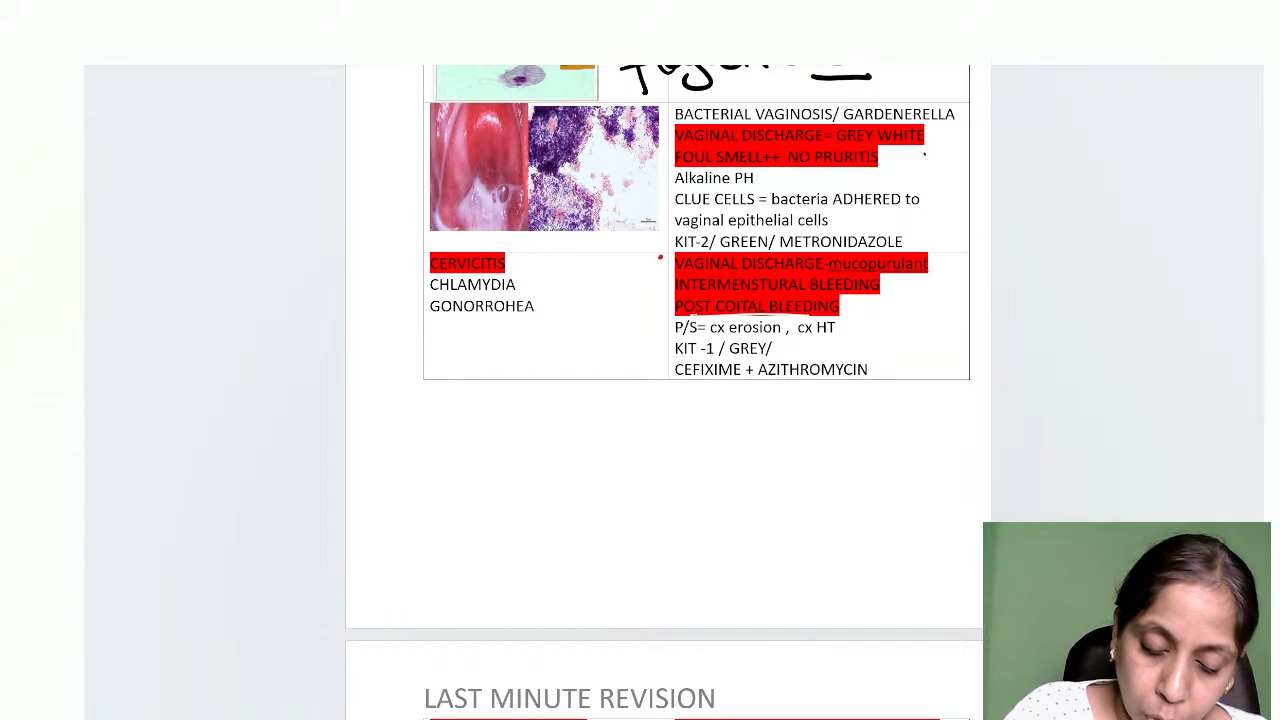 BACTERIAL VAGINOSIS/ GARDENERELLA
VAGINAL DISCHARGE= GREY WHITE
FOUL SMELL++  NO PRURITIS
Alkaline PH
CLUE CELLS = bacteria ADHERED to
vaginal epithelial cells
KIT-2/ GREEN/ METRONIDAZOLE
CERVICITIS
CHLAMYDIA
GONORROHEA
VAGINAL DISCHARGE-mucopurulant
INTERMENSTURAL BLEEDING
POST COITAL BLEEDING
P/S= cx erosion ,  cx HT
KIT -1 / GREY/
CEFIXIME + AZITHROMYCIN
LAST MINUTE REVISION